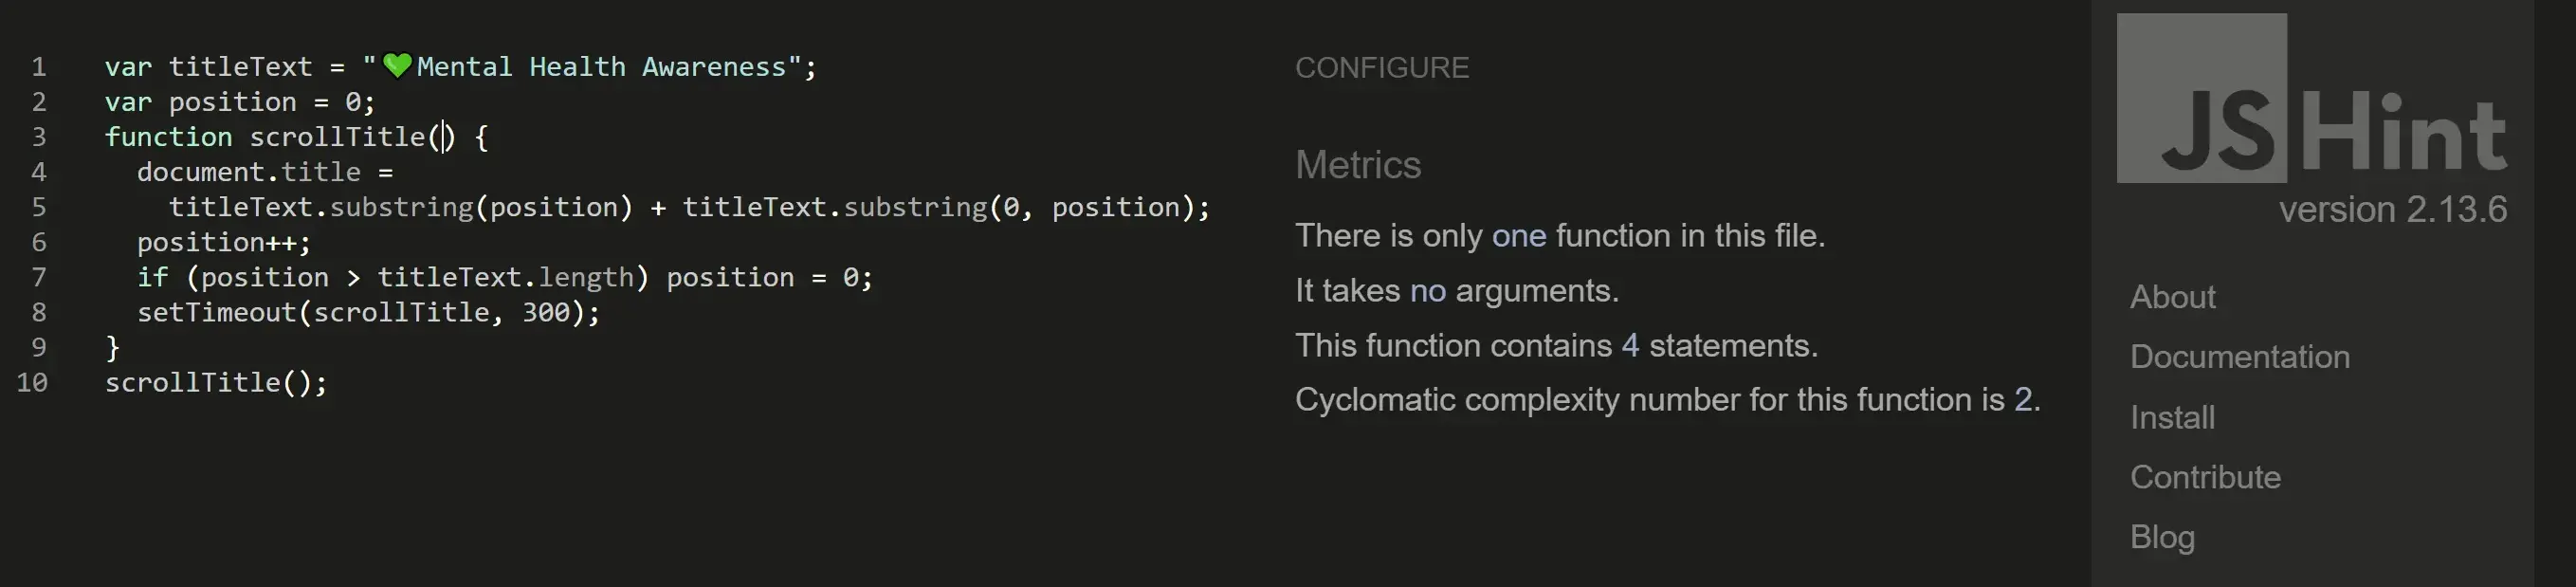 1 var titleText = "💚Mental Health Awareness";
2 var position = 0;
3 function scrollTitle() {
4 document.title =
5 titleText.substring(position) + titleText.substring(0, position);
6 position++;
7 if (position > titleText.length) position = 0;
8 setTimeout(scrollTitle, 300);
9 }
10 scrollTitle();
CONFIGURE
Metrics
There is only one function in this file.
It takes no arguments.
This function contains 4 statements.
Cyclomatic complexity number for this function is 2.
JSHint
version 2.13.6
About
Documentation
Install
Contribute
Blog